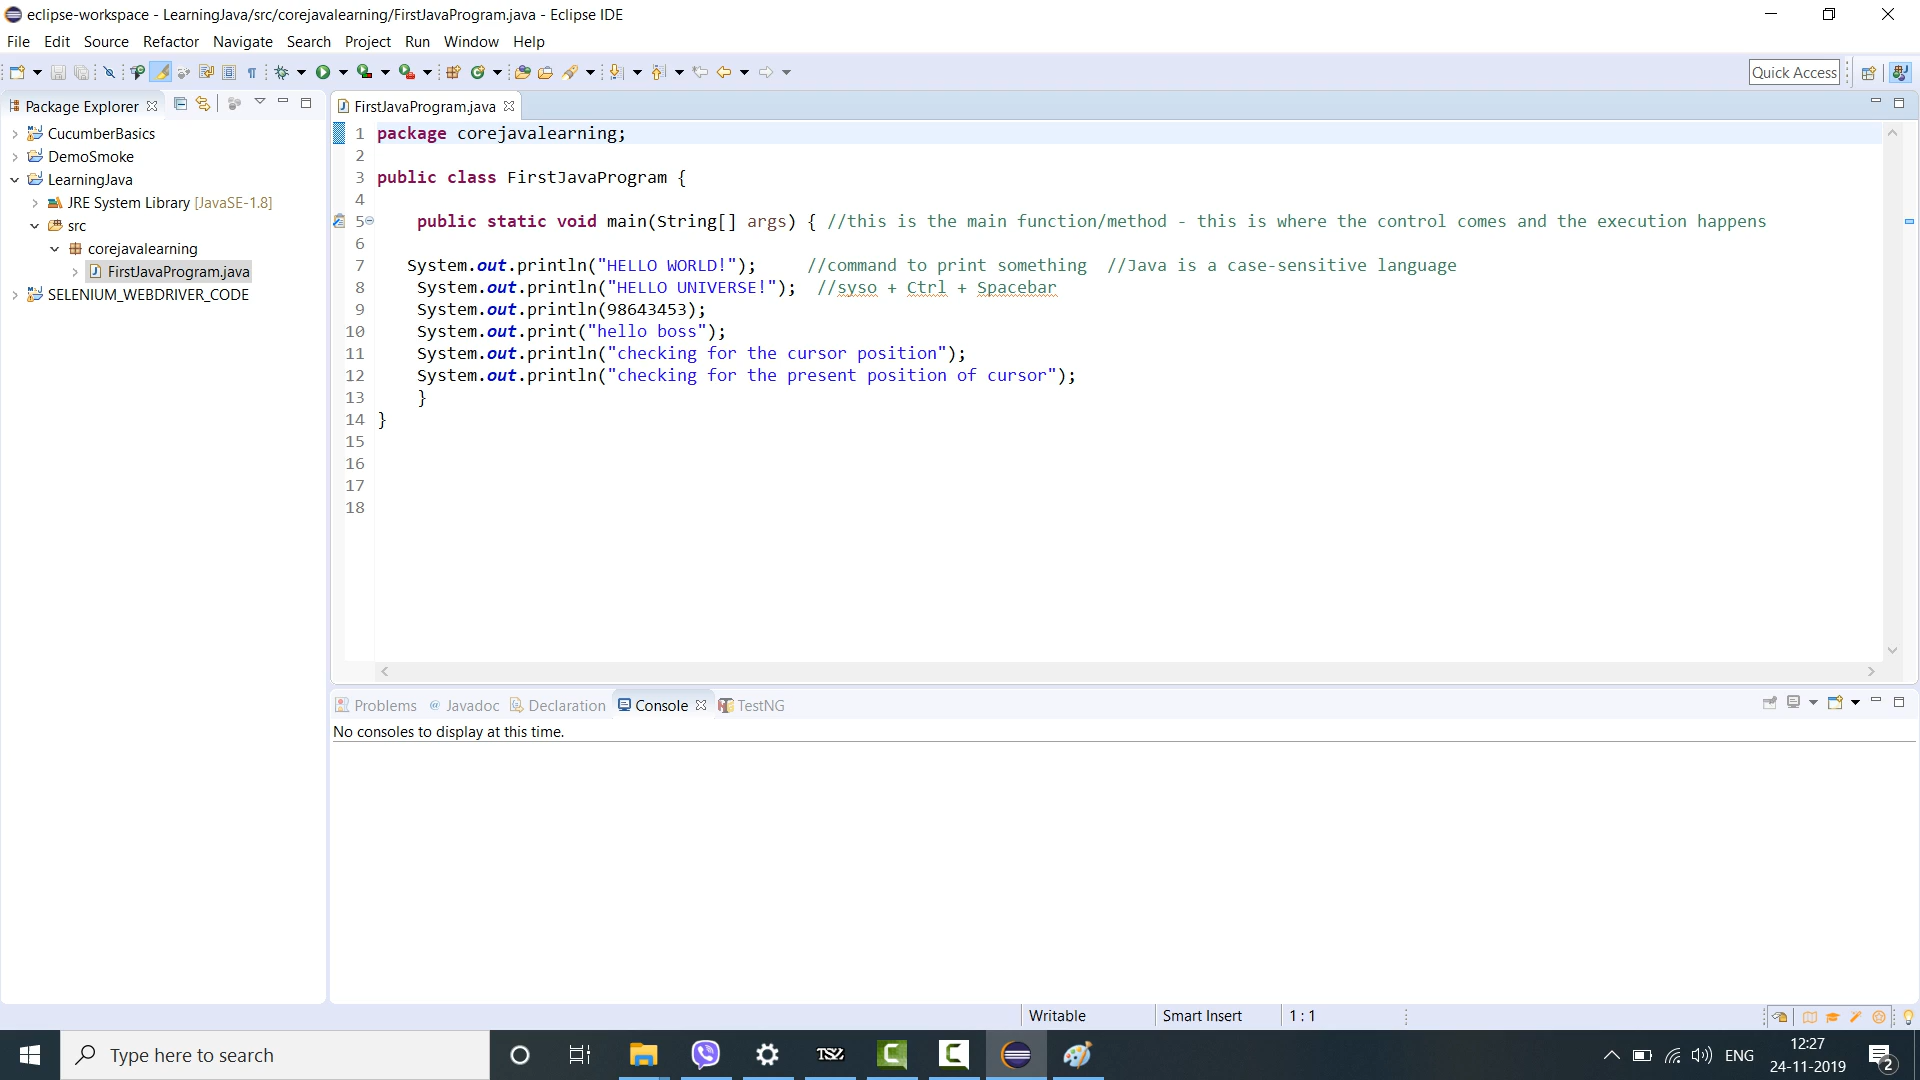 eclipse-workspace - LearningJava/src/corejavalearning/FirstJavaProgram.java - Eclipse IDE
File Edit Source Refactor Navigate Search Project Run Window Help
Quick Access
Package Explorer
CucumberBasics
DemoSmoke
LearningJava
JRE System Library [JavaSE-1.8]
src
corejavalearning
FirstJavaProgram.java
SELENIUM_WEBDRIVER_CODE
FirstJavaProgram.java
1 package corejavalearning;
2
3 public class FirstJavaProgram {
4
5 public static void main(String[] args) { //this is the main function/method - this is where the control comes and the execution happens
6
7 System.out.println("HELLO WORLD!"); //command to print something //Java is a case-sensitive language
8 System.out.println("HELLO UNIVERSE!"); //syso + Ctrl + Spacebar
9 System.out.println(98643453);
10 System.out.print("hello boss");
11 System.out.println("checking for the cursor position");
12 System.out.println("checking for the present position of cursor");
13 }
14 }
15
16
17
18
Problems Javadoc Declaration Console TestNG
No consoles to display at this time.
Writable Smart Insert 1 : 1
Type here to search
TSZ
ENG
12:27
24-11-2019
2